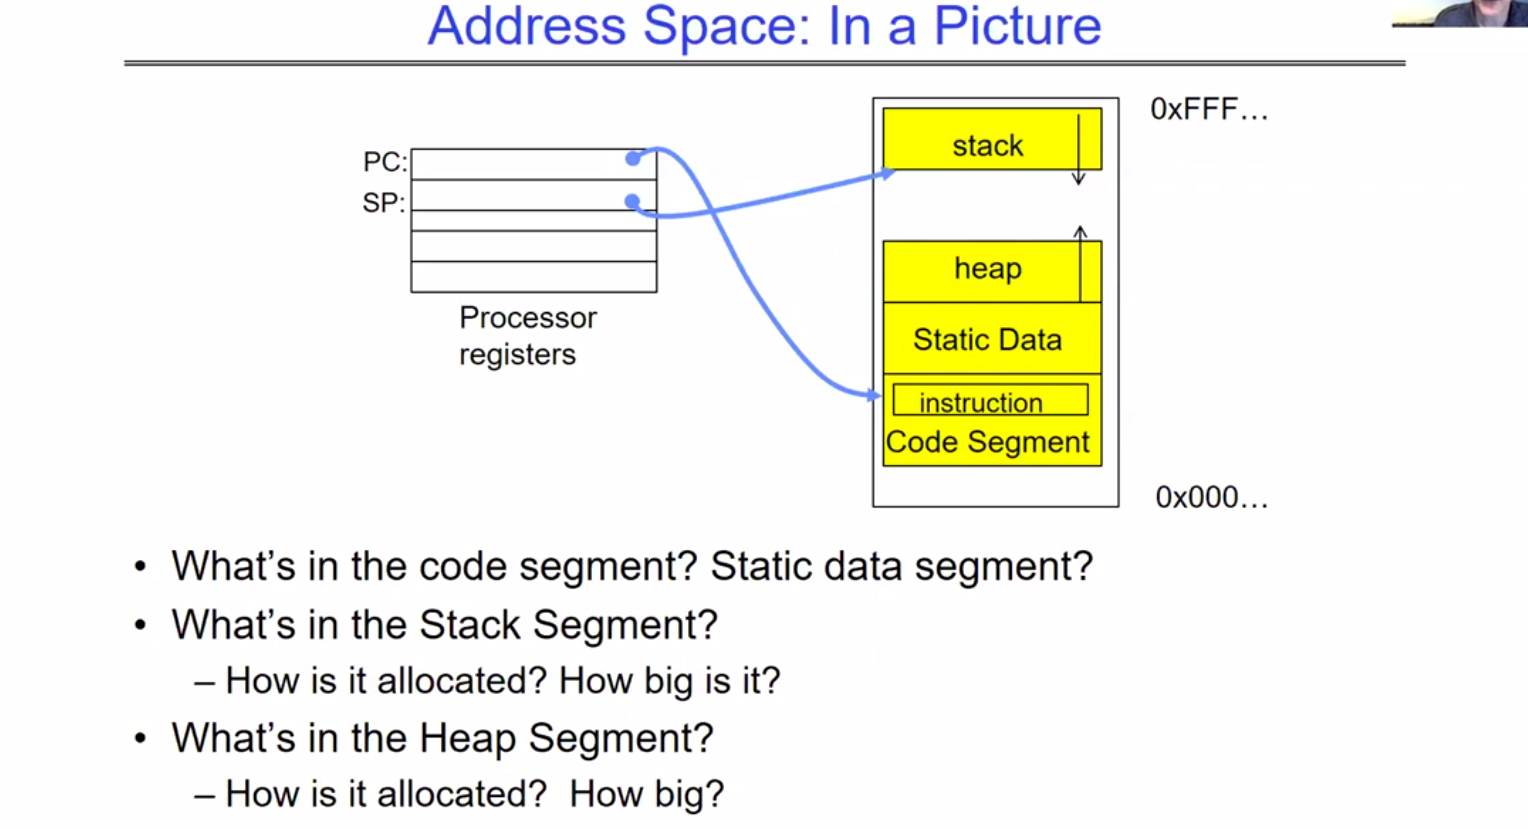 Address Space: In a Picture
0xFFF…
stack
PC:
SP:
heap
Processor
registers
Static Data
instruction
Code Segment
0x000…
• What’s in the code segment? Static data segment?
• What’s in the Stack Segment?
– How is it allocated? How big is it?
• What’s in the Heap Segment?
– How is it allocated?  How big?